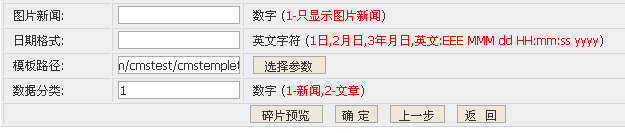 图片新闻: 数字 (1-只显示图片新闻)
日期格式: 英文字符 (1日,2月日,3年月日,英文:EEE MMM dd HH:mm:ss yyyy)
模板路径: n/cmstest/cmstemplet 选择参数
数据分类: 1 数字 (1-新闻,2-文章)
碎片预览 确 定 上一步 返 回